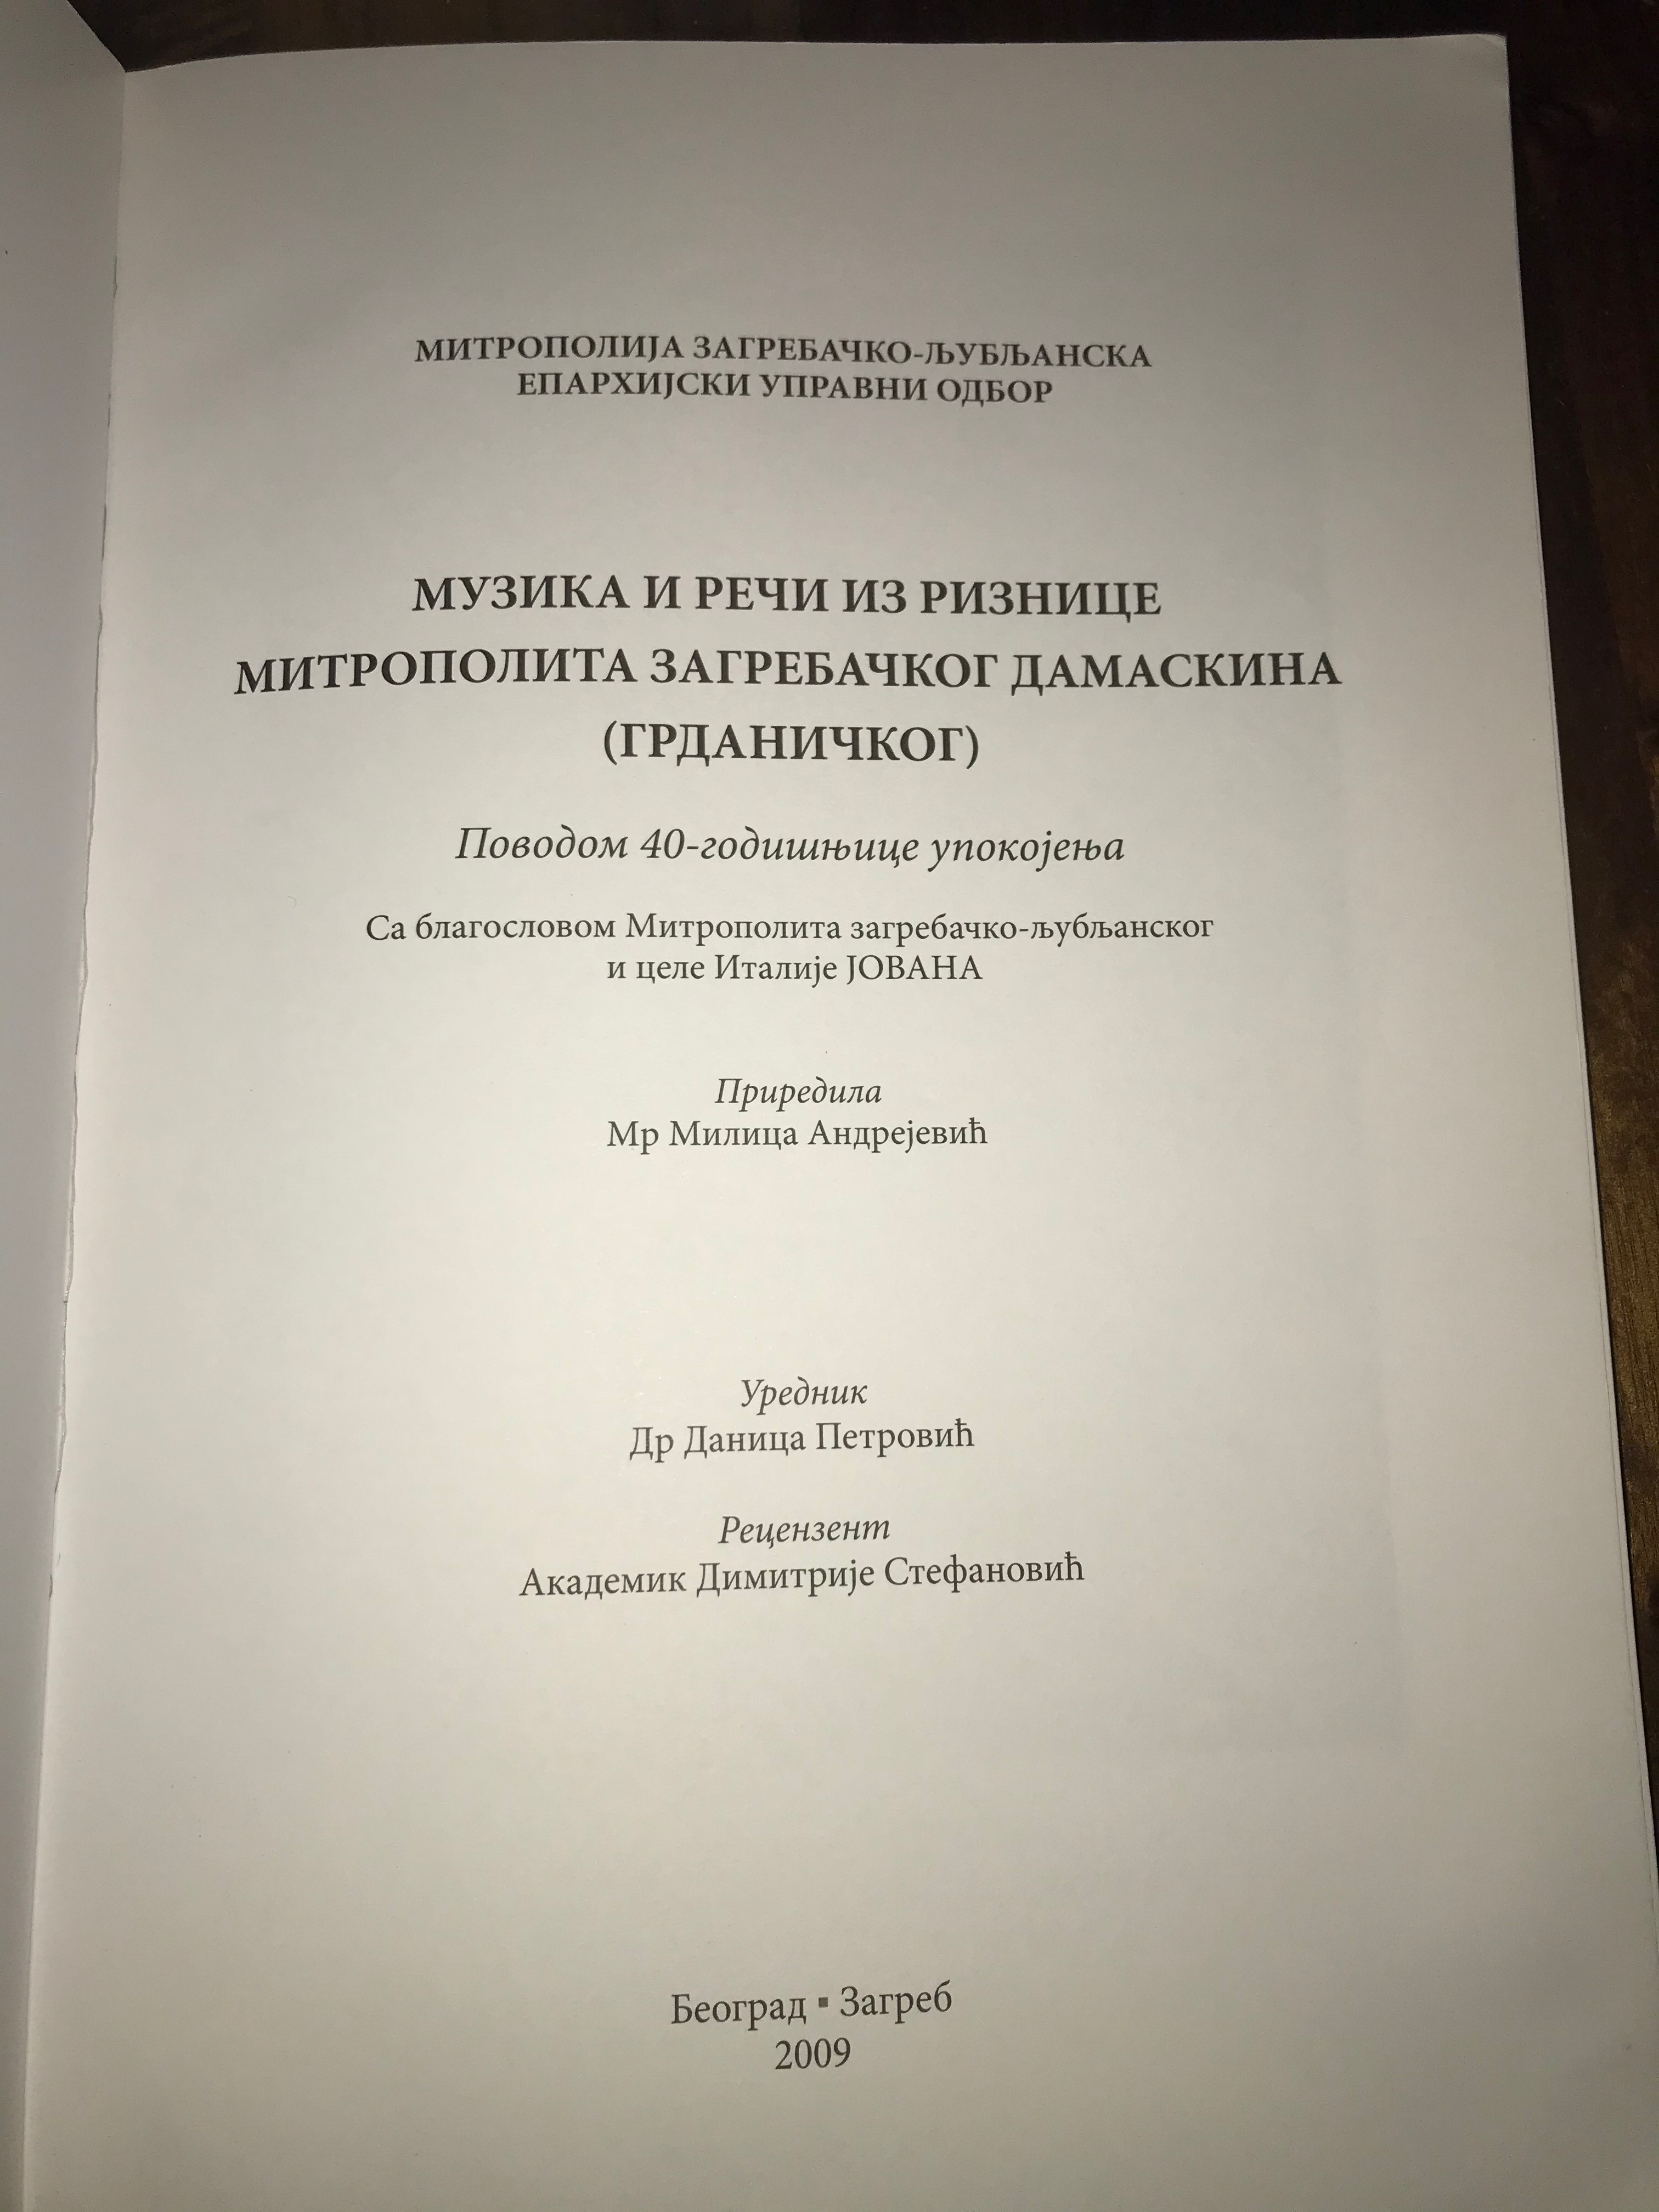 МИТРОПОЛИЈА ЗАГРЕБАЧКО-ЉУБЉАНСКА
ЕПАРХИЈСКИ УПРАВНИ ОДБОР
МУЗИКА И РЕЧИ ИЗ РИЗНИЦЕ
МИТРОПОЛИТА ЗАГРЕБАЧКОГ ДАМАСКИНА
(ГРДАНИЧКОГ)
Поводом 40-годишњице упокојења
Са благословом Митрополита загребачко-љубљанског
и целе Италије ЈОВАНА
Приредила
Мр Милица Андрејевић
Уредник
Др Даница Петровић
Рецензент
Академик Димитрије Стефановић
Београд ▪ Загреб
2009